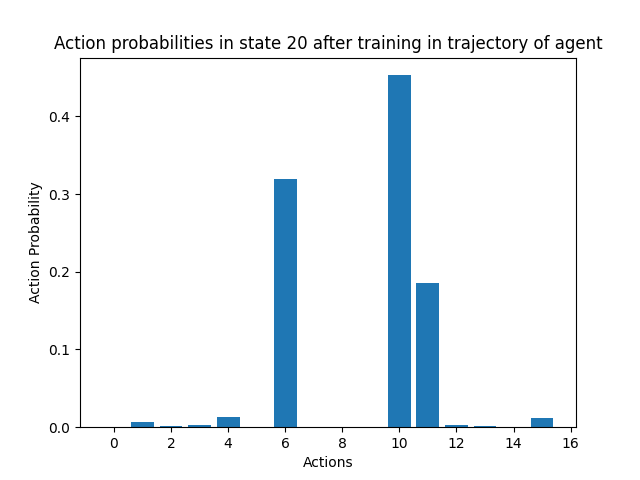 Action probabilities in state 20 after training in trajectory of agent
Action Probability
0.4
0.3
0.2
0.1
0.0
0 2 4 6 8 10 12 14 16
Actions